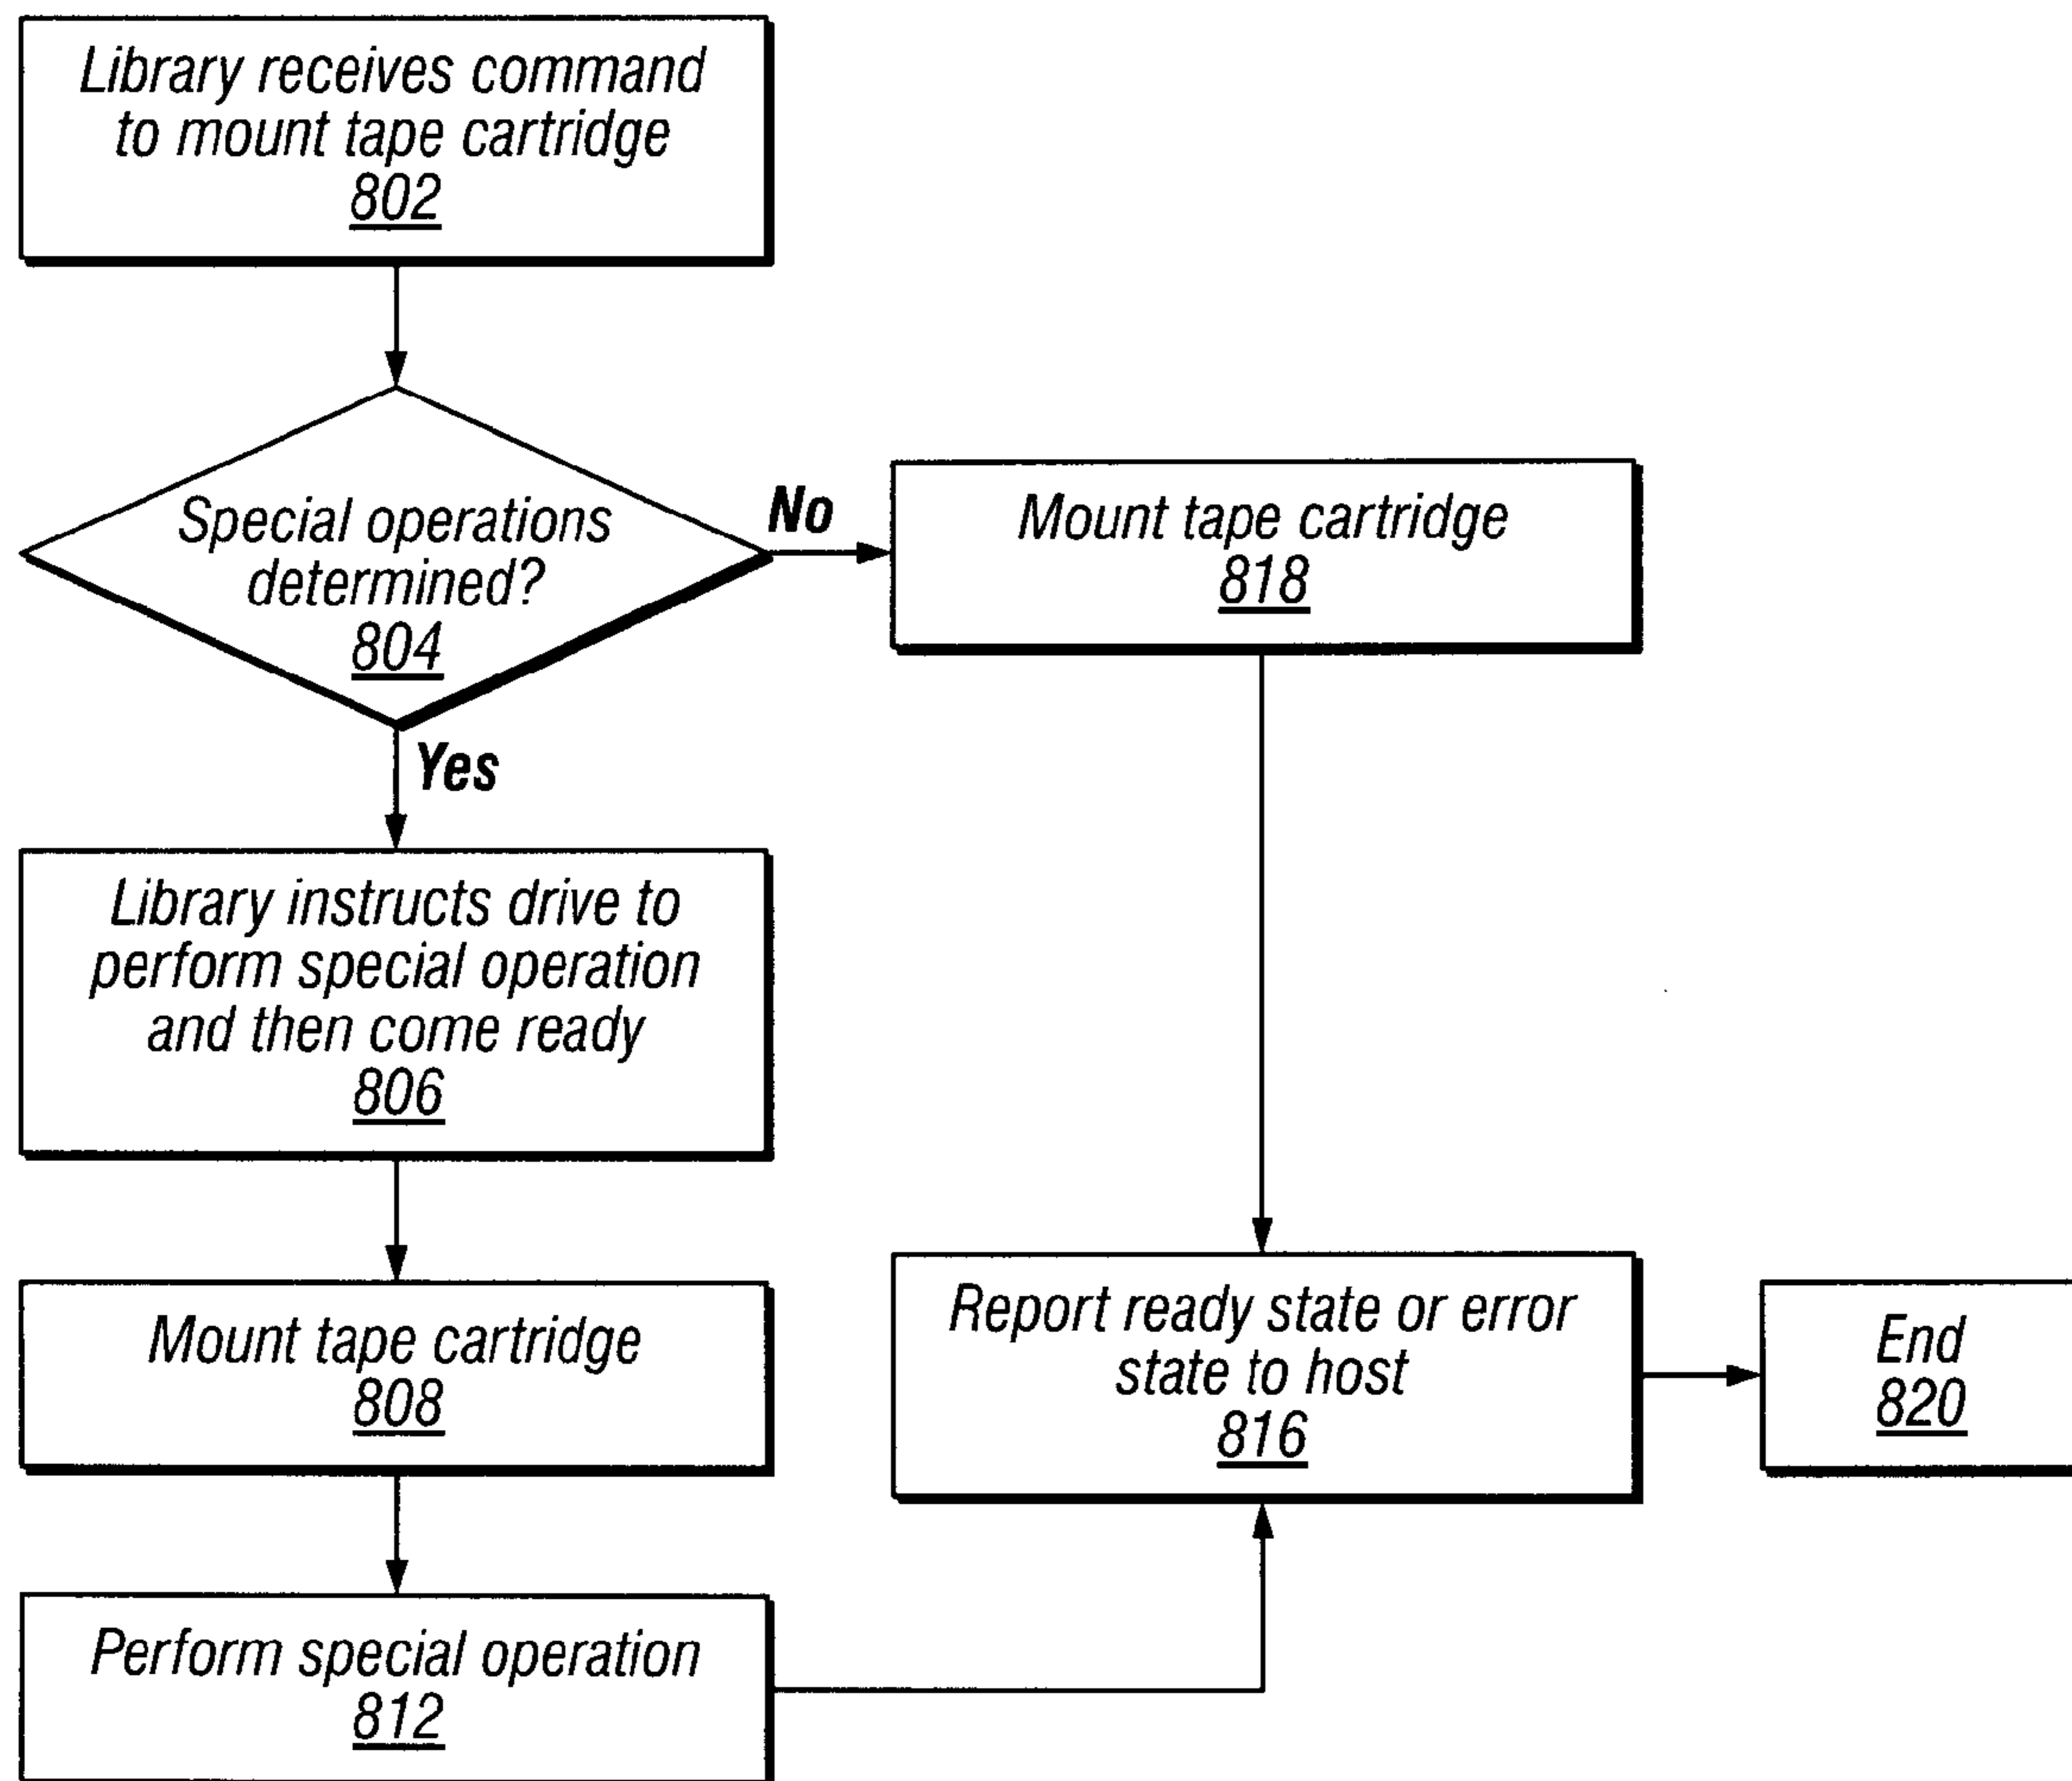 Library receives command
to mount tape cartridge
802
Special operations
determined?
804
No
Mount tape cartridge
818
Yes
Library instructs drive to
perform special operation
and then come ready
806
Mount tape cartridge
808
Report ready state or error
state to host
816
End
820
Perform special operation
812